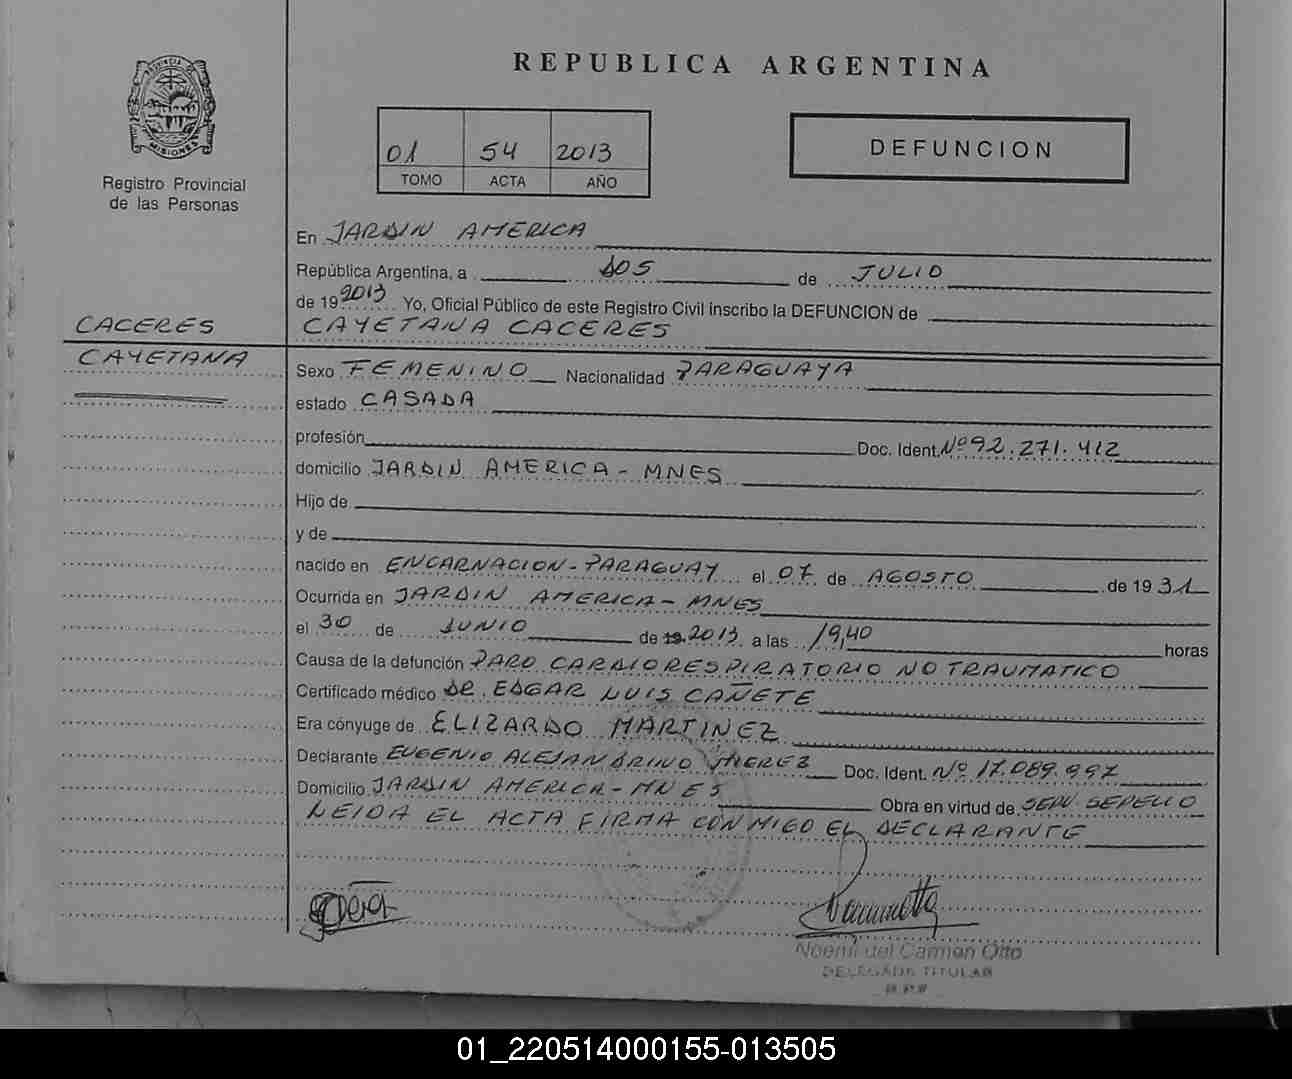 REPUBLICA ARGENTINA
PROVINCIA DE
MISIONES
Registro Provincial
de las Personas
01 54 2013
TOMO ACTA AÑO
DEFUNCION
En JARDIN AMERICA
República Argentina, a DOS de JULIO
de 19 2013 Yo, Oficial Público de este Registro Civil inscribo la DEFUNCION de
CACERES
CAYETANA
CAYETANA CACERES
Sexo FEMENINO Nacionalidad PARAGUAYA
estado CASADA
profesión Doc. Ident. Nº 92.271.412
domicilio JARDIN AMERICA - MNES
Hijo de
y de
nacido en ENCARNACION - PARAGUAY el 07 de AGOSTO de 19 31
Ocurrida en JARDIN AMERICA - MNES
el 30 de JUNIO de 19 2013 a las 19,40 horas
Causa de la defunción PARO CARDIORESPIRATORIO NO TRAUMATICO
Certificado médico DR. EDGAR LUIS CAÑETE
Era cónyuge de ELIZARDO MARTINEZ
Declarante EUGENIO ALEJANDRINO Doc. Ident. Nº 17.089.997
Domicilio JARDIN AMERICA - MNES Obra en virtud de SERV. SEPELIO
LEIDA EL ACTA FIRMA CONMIGO EL DECLARANTE
Noemi del Carmen Otto
DELEGADA TITULAR
01_220514000155-013505